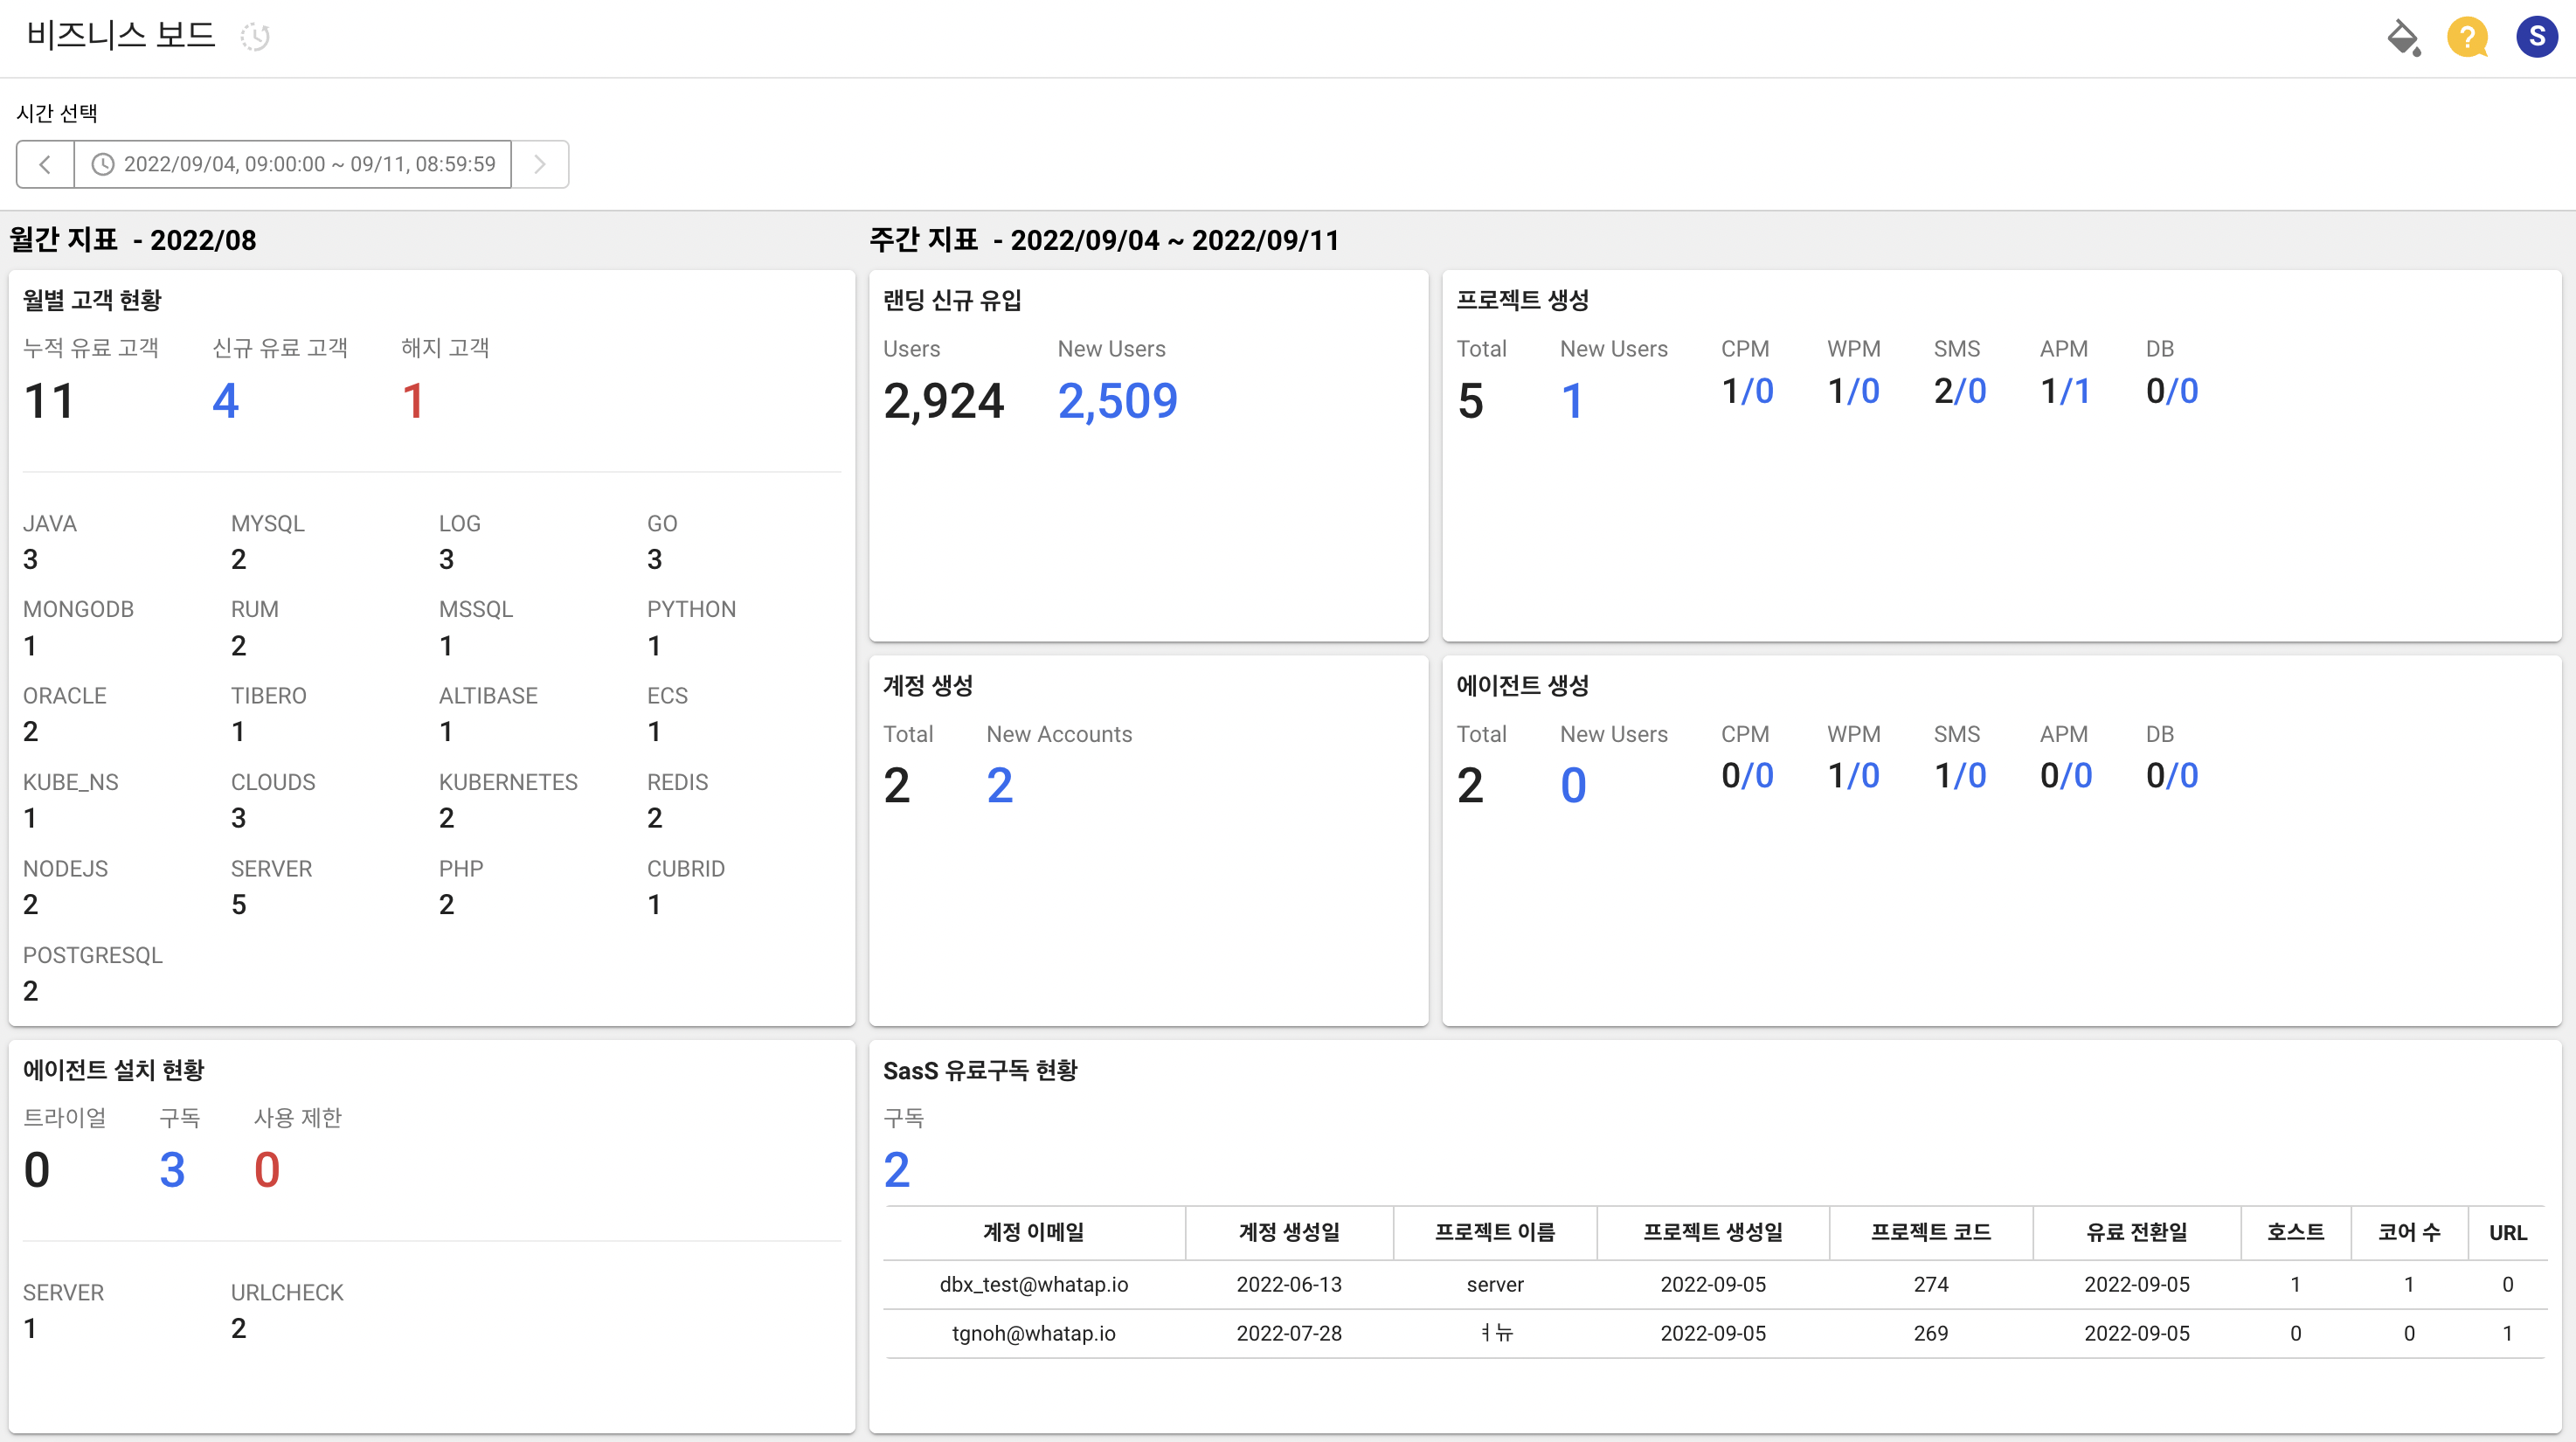 비즈니스 보드
?
S
시간 선택
2022/09/04, 09:00:00 ~ 09/11, 08:59:59
월간 지표 - 2022/08
월별 고객 현황
누적 유료 고객 신규 유료 고객 해지 고객
11 4 1
JAVA MYSQL LOG GO
3 2 3 3
MONGODB RUM MSSQL PYTHON
1 2 1 1
ORACLE TIBERO ALTIBASE ECS
2 1 1 1
KUBE_NS CLOUDS KUBERNETES REDIS
1 3 2 2
NODEJS SERVER PHP CUBRID
2 5 2 1
POSTGRESQL
2
에이전트 설치 현황
트라이얼 구독 사용 제한
0 3 0
SERVER URLCHECK
1 2
주간 지표 - 2022/09/04 ~ 2022/09/11
랜딩 신규 유입
Users New Users
2,924 2,509
프로젝트 생성
Total New Users CPM WPM SMS APM DB
5 1 1/0 1/0 2/0 1/1 0/0
계정 생성
Total New Accounts
2 2
에이전트 생성
Total New Users CPM WPM SMS APM DB
2 0 0/0 1/0 1/0 0/0 0/0
SasS 유료구독 현황
구독
2
계정 이메일 계정 생성일 프로젝트 이름 프로젝트 생성일 프로젝트 코드 유료 전환일 호스트 코어 수 URL
dbx_test@whatap.io 2022-06-13 server 2022-09-05 274 2022-09-05 1 1 0
tgnoh@whatap.io 2022-07-28 ㅕ뉴 2022-09-05 269 2022-09-05 0 0 1